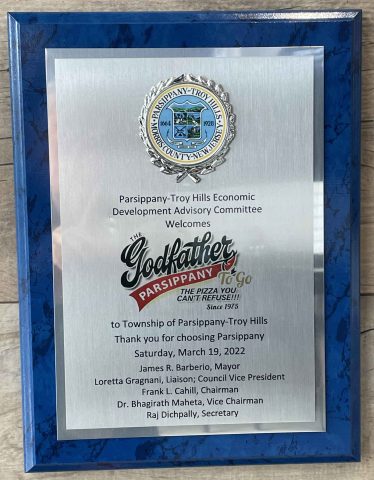 PARSIPPANY-TROY HILLS
1664 1928
MORRIS COUNTY-NEW JERSEY
Parsippany-Troy Hills Economic
Development Advisory Committee
Welcomes
THE
Godfather
PARSIPPANY
To Go
THE PIZZA YOU
CAN'T REFUSE!!!
Since 1975
to Township of Parsippany-Troy Hills
Thank you for choosing Parsippany
Saturday, March 19, 2022
James R. Barberio, Mayor
Loretta Gragnani, Liaison; Council Vice President
Frank L. Cahill, Chairman
Dr. Bhagirath Maheta, Vice Chairman
Raj Dichpally, Secretary